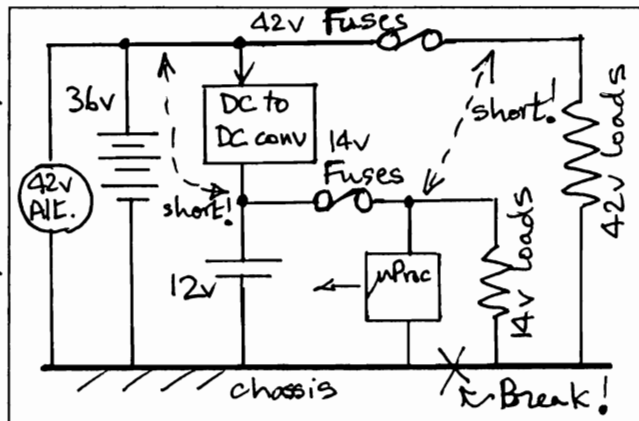 42v Fuses
36v
DC to
DC conv
short!
42v
Alt.
14v
Fuses
short!
42v loads
12v
μProc
14v loads
chassis
Break!